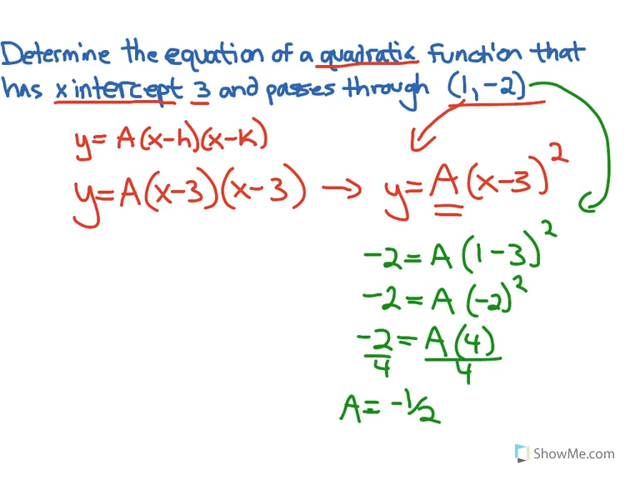 Determine the equation of a quadratic function that
has x intercept 3 and passes through (1, -2)
y = A(x-h)(x-k)
y = A(x-3)(x-3) → y = A(x-3)²
-2 = A(1-3)²
-2 = A(-2)²
-2/4 = A(4)/4
A = -1/2
ShowMe.com